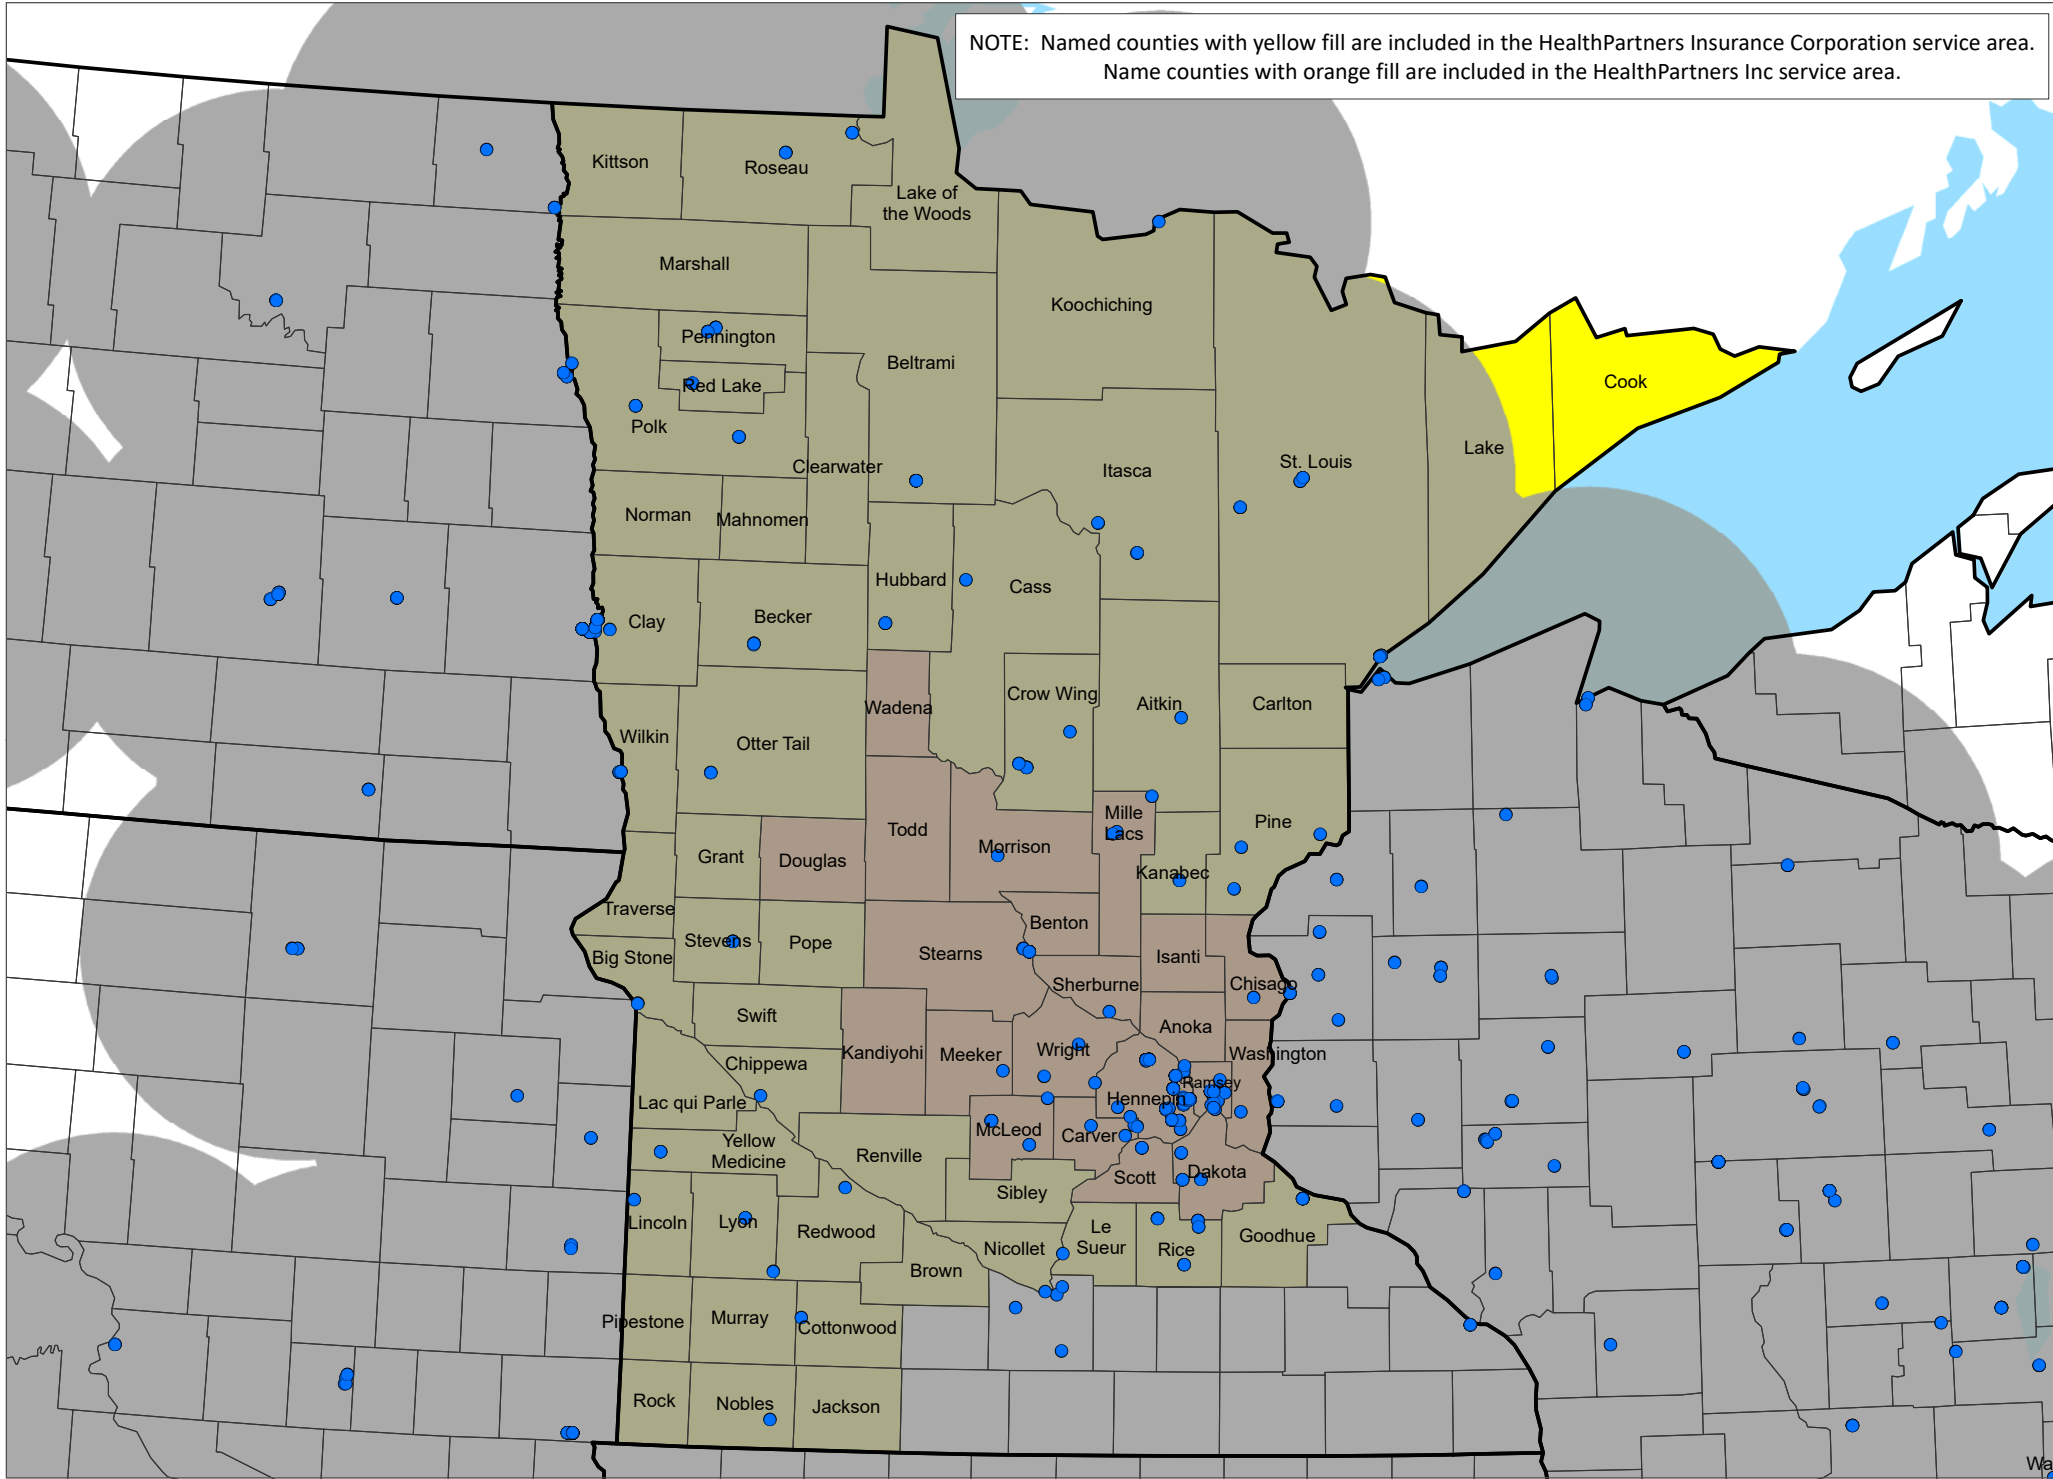 NOTE:  Named counties with yellow fill are included in the HealthPartners Insurance Corporation service area.
Name counties with orange fill are included in the HealthPartners Inc service area.
Kittson
Roseau
Lake of
the Woods
Marshall
Koochiching
Pennington
Beltrami
Red Lake
Cook
Polk
Clearwater
Itasca
St. Louis
Lake
Norman
Mahnomen
Hubbard
Cass
Clay
Becker
Wadena
Crow Wing
Aitkin
Carlton
Wilkin
Otter Tail
Mille
Lacs
Todd
Morrison
Pine
Grant
Douglas
Kanabec
Traverse
Stevens
Pope
Benton
Big Stone
Stearns
Isanti
Sherburne
Chisago
Swift
Anoka
Kandiyohi
Meeker
Wright
Washington
Chippewa
Ramsey
Lac qui Parle
Hennepin
McLeod
Carver
Yellow
Medicine
Renville
Scott
Dakota
Sibley
Lincoln
Lyon
Redwood
Nicollet
Le
Sueur
Rice
Goodhue
Brown
Pipestone
Murray
Cottonwood
Rock
Nobles
Jackson
Wa